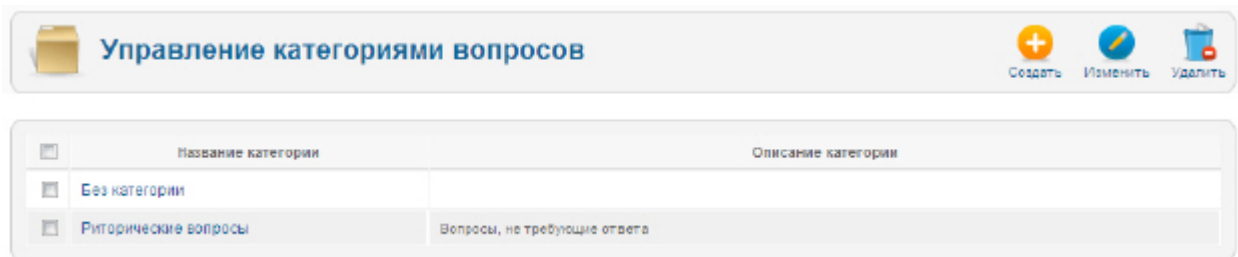 Управление категориями вопросов
Создать Изменить Удалить
Название категории Описание категории
Без категории
Риторические вопросы Вопросы, не требующие ответа